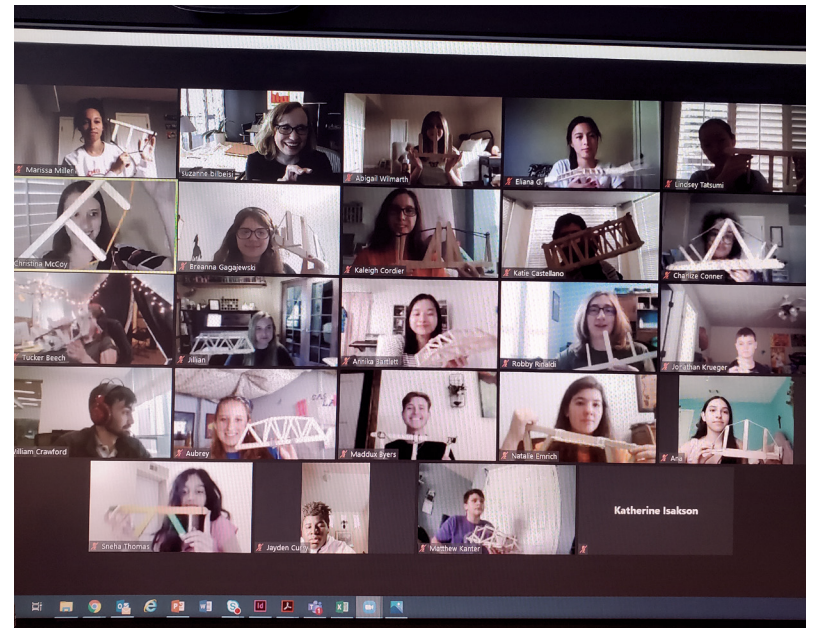 Marissa Miller
suzanne bilbeisi
Abigail Wilmarth
Eliana G.
Lindsey Tatsumi
Christina McCoy
Breanna Gagajewski
Kaleigh Cordier
Katie Castellano
Charlize Conner
Tucker Beech
Jillian
Annika Bartlett
Robby Rinaldi
Jonathan Krueger
William Crawford
Aubrey
Maddux Byers
Natalie Emrich
Ana
Sneha Thomas
Jayden Curry
Matthew Kanter
Katherine Isakson